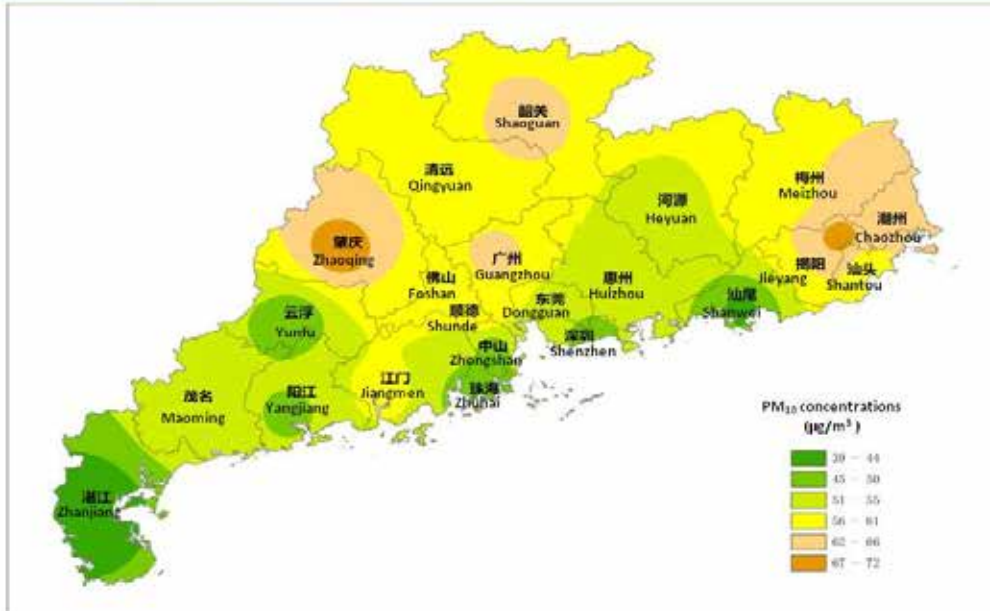 韶关
Shaoguan
清远
Qingyuan
梅州
Meizhou
河源
Heyuan
潮州
Chaozhou
肇庆
Zhaoqing
广州
Guangzhou
揭阳
Jieyang
汕头
Shantou
佛山
Foshan
惠州
Huizhou
东莞
Dongguan
汕尾
Shanwei
云浮
Yunfu
顺德
Shunde
深圳
Shenzhen
中山
Zhongshan
江门
Jiangmen
珠海
Zhuhai
阳江
Yangjiang
茂名
Maoming
湛江
Zhanjiang
PM₁₀ concentrations
(μg/m³ )
39 — 44
45 — 50
51 — 55
56 — 61
62 — 66
67 — 72